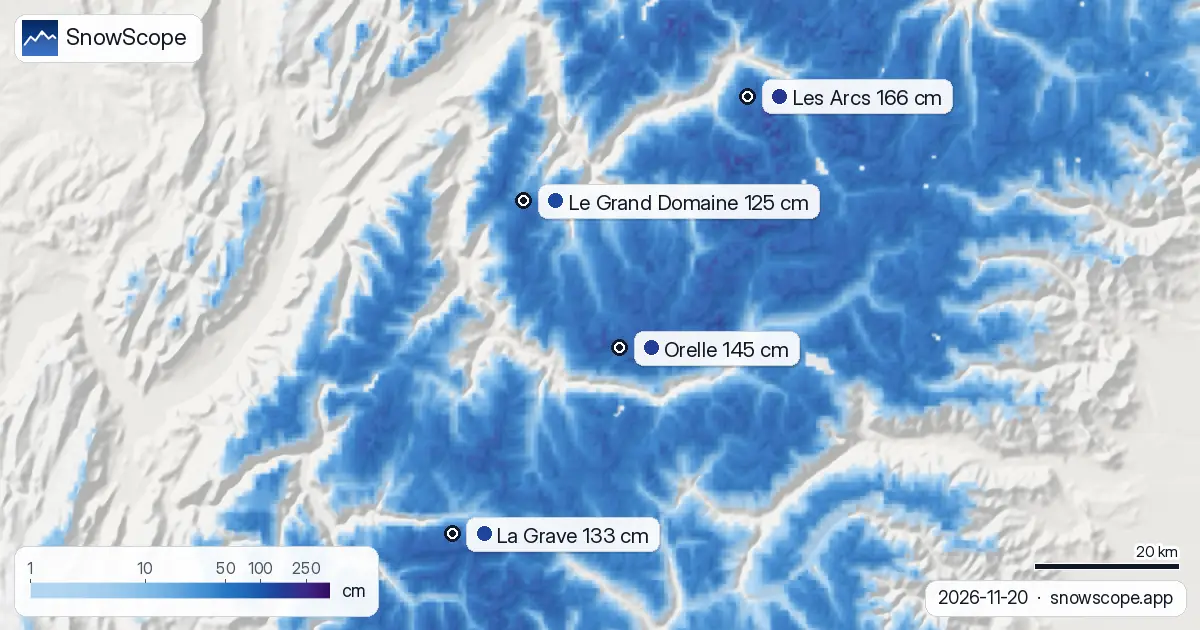 SnowScope
Les Arcs 166 cm
Le Grand Domaine 125 cm
Orelle 145 cm
La Grave 133 cm
1 10 50 100 250
cm
20 km
2026-11-20 · snowscope.app